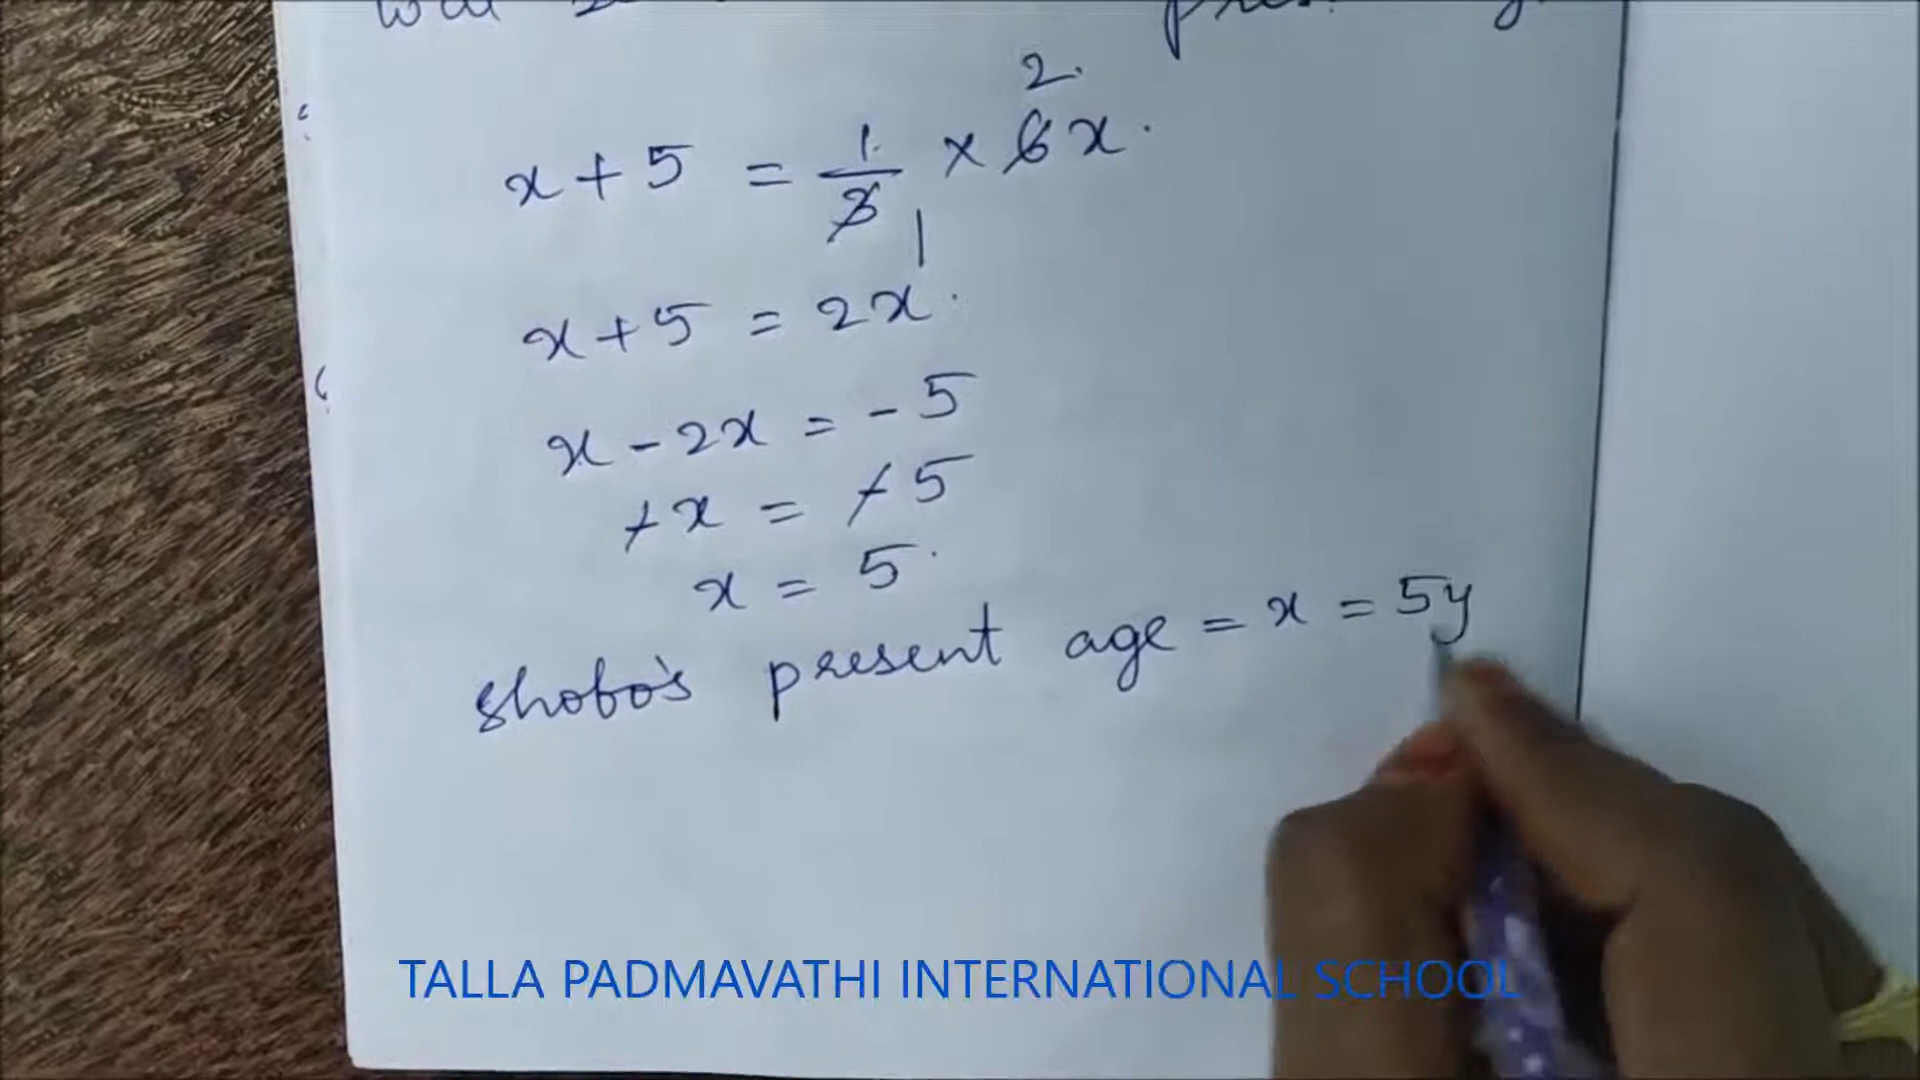 will
2.
x + 5 = 1/3 × 6x.
1
x + 5 = 2x.
x - 2x = - 5
- x = - 5
x = 5.
Shobo's present age = x = 5y
TALLA PADMAVATHI INTERNATIONAL SCHOOL